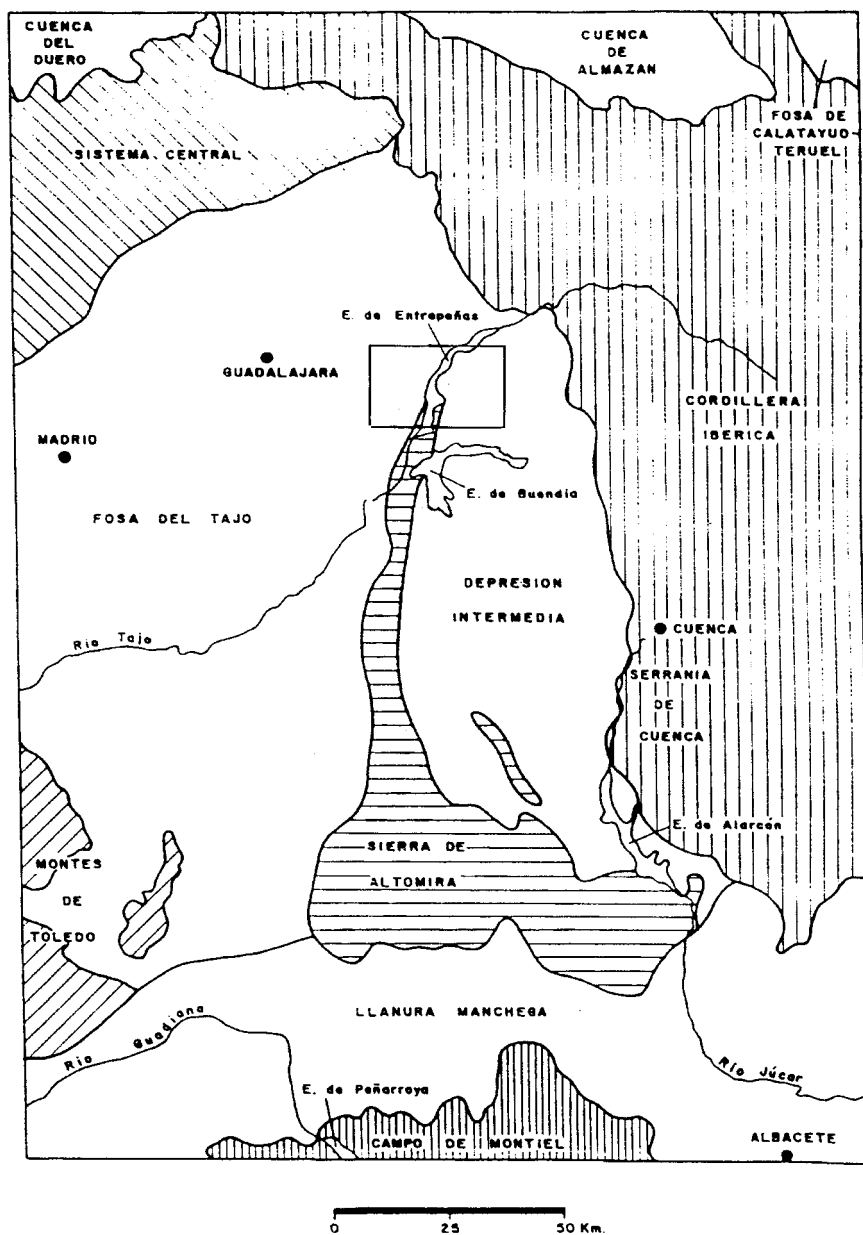 CUENCA
DEL
DUERO
CUENCA
DE
ALMAZAN
FOSA DE
CALATAYUD-
TERUEL
SISTEMA CENTRAL
E. de Entrepeñas
GUADALAJARA
CORDILLERA
IBERICA
MADRID
E. de Buendia
FOSA DEL TAJO
DEPRESION
INTERMEDIA
CUENCA
Rio Tajo
SERRANIA
DE
CUENCA
E. de Alarcón
SIERRA DE
ALTOMIRA
MONTES
DE
TOLEDO
LLANURA MANCHEGA
Rio Guadiana
Río Júcar
E. de Peñarroya
CAMPO DE MONTIEL
ALBACETE
0 25 50 Km.